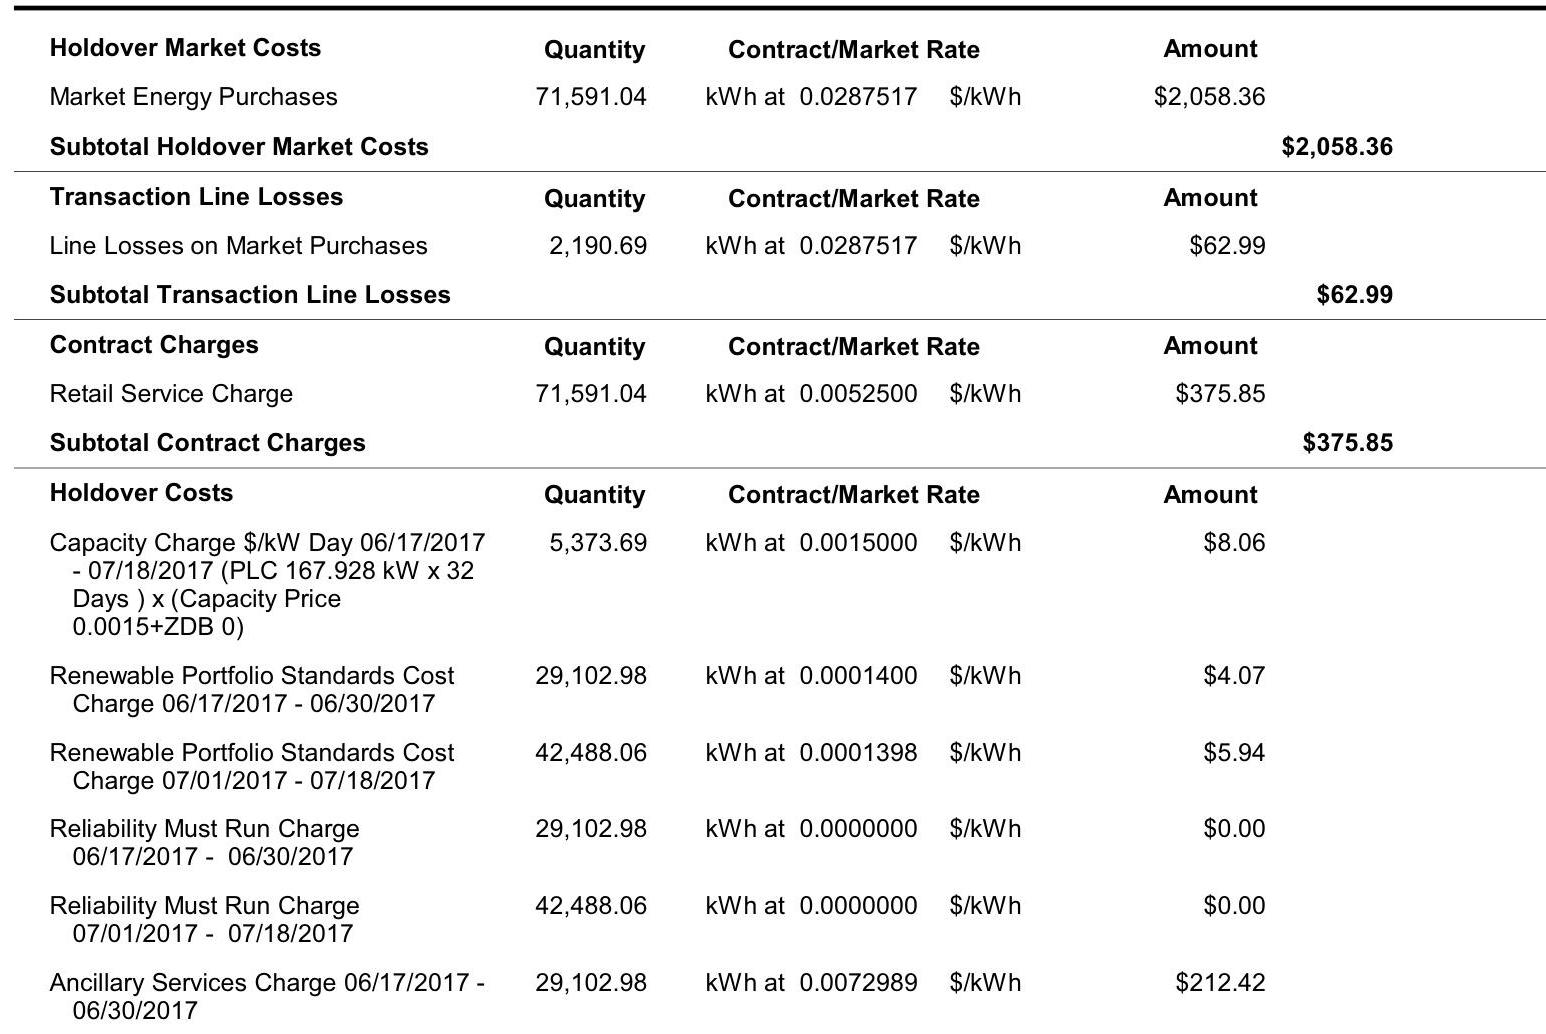 Holdover Market Costs Quantity Contract/Market Rate Amount
Market Energy Purchases 71,591.04 kWh at 0.0287517 $/kWh $2,058.36
Subtotal Holdover Market Costs $2,058.36
Transaction Line Losses Quantity Contract/Market Rate Amount
Line Losses on Market Purchases 2,190.69 kWh at 0.0287517 $/kWh $62.99
Subtotal Transaction Line Losses $62.99
Contract Charges Quantity Contract/Market Rate Amount
Retail Service Charge 71,591.04 kWh at 0.0052500 $/kWh $375.85
Subtotal Contract Charges $375.85
Holdover Costs Quantity Contract/Market Rate Amount
Capacity Charge $/kW Day 06/17/2017 5,373.69 kWh at 0.0015000 $/kWh $8.06
- 07/18/2017 (PLC 167.928 kW x 32
Days ) x (Capacity Price
0.0015+ZDB 0)
Renewable Portfolio Standards Cost 29,102.98 kWh at 0.0001400 $/kWh $4.07
Charge 06/17/2017 - 06/30/2017
Renewable Portfolio Standards Cost 42,488.06 kWh at 0.0001398 $/kWh $5.94
Charge 07/01/2017 - 07/18/2017
Reliability Must Run Charge 29,102.98 kWh at 0.0000000 $/kWh $0.00
06/17/2017 - 06/30/2017
Reliability Must Run Charge 42,488.06 kWh at 0.0000000 $/kWh $0.00
07/01/2017 - 07/18/2017
Ancillary Services Charge 06/17/2017 - 29,102.98 kWh at 0.0072989 $/kWh $212.42
06/30/2017